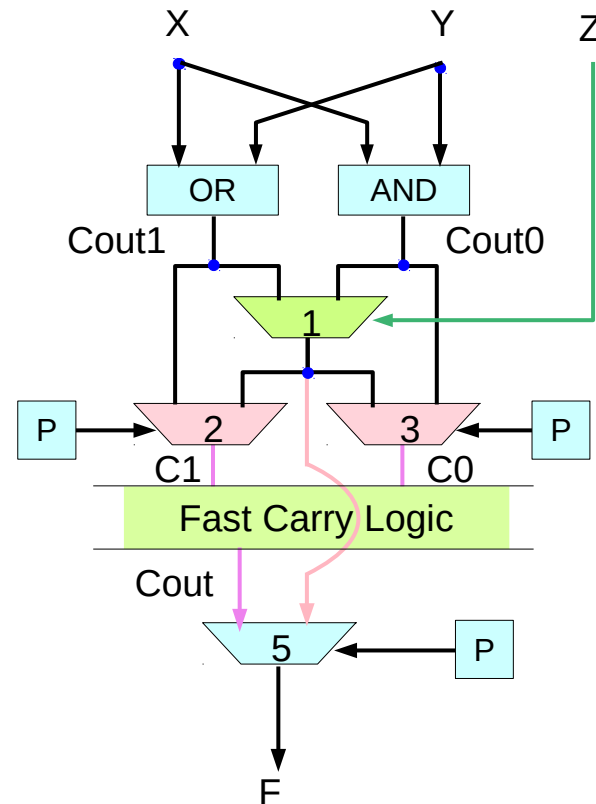 X Y Z
OR AND
Cout1 Cout0
1
P 2 3 P
C1 C0
Fast Carry Logic
Cout
5 P
F